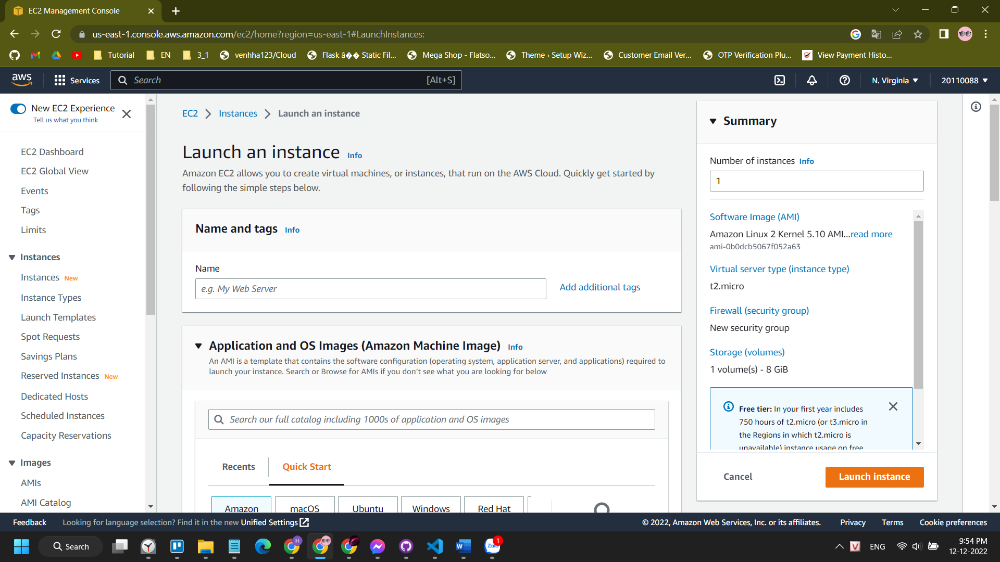 EC2 Management Console
us-east-1.console.aws.amazon.com/ec2/home?region=us-east-1#LaunchInstances:
Tutorial
EN
3_1
venhha123/Cloud
Flask â�� Static Fil...
Mega Shop - Flatso...
Theme › Setup Wiz...
Customer Email Ver...
OTP Verification Plu...
View Payment Histo...
aws
Services
Search
[Alt+S]
N. Virginia
20110088
New EC2 Experience
Tell us what you think
EC2 Dashboard
EC2 Global View
Events
Tags
Limits
Instances
Instances New
Instance Types
Launch Templates
Spot Requests
Savings Plans
Reserved Instances New
Dedicated Hosts
Scheduled Instances
Capacity Reservations
Images
AMIs
AMI Catalog
EC2
Instances
Launch an instance
Launch an instance Info
Amazon EC2 allows you to create virtual machines, or instances, that run on the AWS Cloud. Quickly get started by
following the simple steps below.
Name and tags Info
Name
e.g. My Web Server
Add additional tags
Application and OS Images (Amazon Machine Image) Info
An AMI is a template that contains the software configuration (operating system, application server, and applications) required to
launch your instance. Search or Browse for AMIs if you don't see what you are looking for below
Search our full catalog including 1000s of application and OS images
Recents
Quick Start
Amazon
macOS
Ubuntu
Windows
Red Hat
Summary
Number of instances Info
1
Software Image (AMI)
Amazon Linux 2 Kernel 5.10 AMI...read more
ami-0b0dcb5067f052a63
Virtual server type (instance type)
t2.micro
Firewall (security group)
New security group
Storage (volumes)
1 volume(s) - 8 GiB
Free tier: In your first year includes
750 hours of t2.micro (or t3.micro in
the Regions in which t2.micro is
unavailable) instance usage on free
Cancel
Launch instance
Feedback
Looking for language selection? Find it in the new Unified Settings
© 2022, Amazon Web Services, Inc. or its affiliates.
Privacy
Terms
Cookie preferences
Search
H
Zalo
1
V
ENG
9:54 PM
12-12-2022